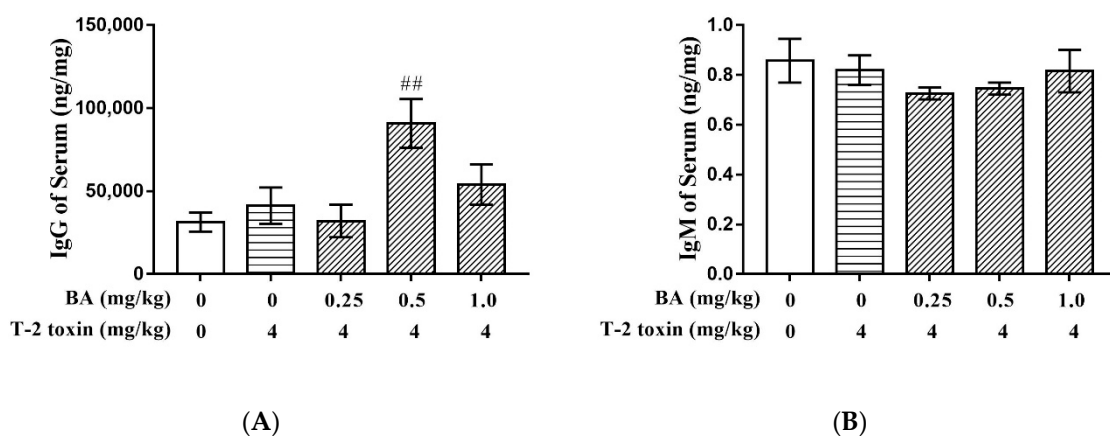 IgG of Serum (ng/mg)
150,000
100,000
50,000
0
##
BA (mg/kg) 0 0 0.25 0.5 1.0
T-2 toxin (mg/kg) 0 4 4 4 4
(A)
IgM of Serum (ng/mg)
1.0
0.8
0.6
0.4
0.2
0.0
BA (mg/kg) 0 0 0.25 0.5 1.0
T-2 toxin (mg/kg) 0 4 4 4 4
(B)